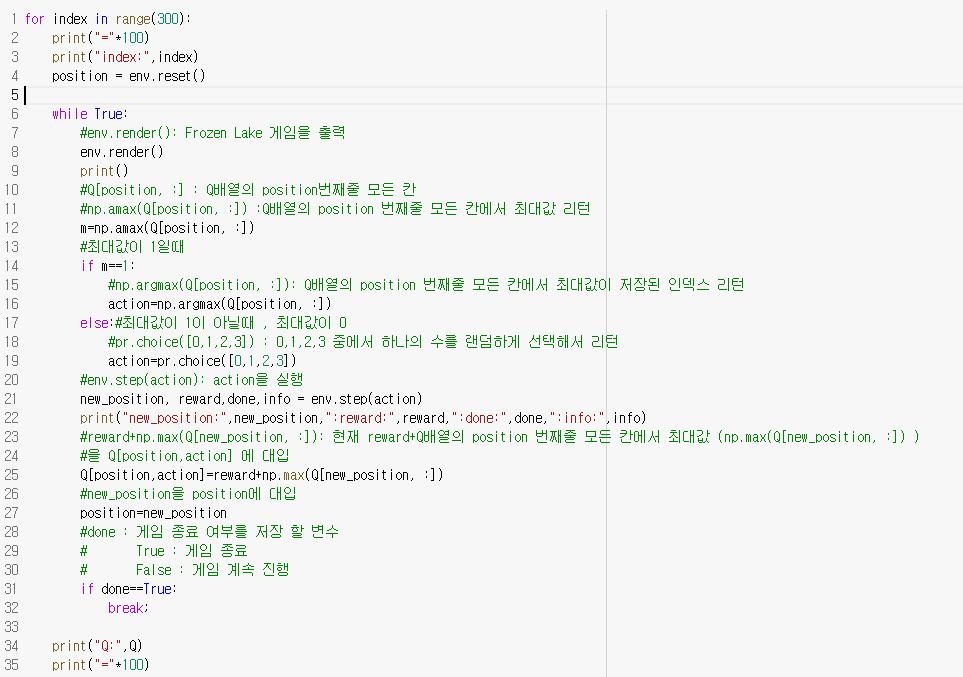 1 for index in range(300):
2 print("="*100)
3 print("index:",index)
4 position = env.reset()
5
6 while True:
7 #env.render(): Frozen Lake 게임을 출력
8 env.render()
9 print()
10 #Q[position, :] : Q배열의 position번째줄 모든 칸
11 #np.amax(Q[position, :]) :Q배열의 position 번째줄 모든 칸에서 최대값 리턴
12 m=np.amax(Q[position, :])
13 #최대값이 1일때
14 if m==1:
15 #np.argmax(Q[position, :]): Q배열의 position 번째줄 모든 칸에서 최대값이 저장된 인덱스 리턴
16 action=np.argmax(Q[position, :])
17 else:#최대값이 1이 아닐때 , 최대값이 0
18 #pr.choice([0,1,2,3]) : 0,1,2,3 중에서 하나의 수를 랜덤하게 선택해서 리턴
19 action=pr.choice([0,1,2,3])
20 #env.step(action): action을 실행
21 new_position, reward,done,info = env.step(action)
22 print("new_position:",new_position,":reward:",reward,":done:",done,":info:",info)
23 #reward+np.max(Q[new_position, :]): 현재 reward+Q배열의 position 번째줄 모든 칸에서 최대값 (np.max(Q[new_position, :]) )
24 #을 Q[position,action] 에 대입
25 Q[position,action]=reward+np.max(Q[new_position, :])
26 #new_position을 position에 대입
27 position=new_position
28 #done : 게임 종료 여부를 저장 할 변수
29 # True : 게임 종료
30 # False : 게임 계속 진행
31 if done==True:
32 break;
33
34 print("Q:",Q)
35 print("="*100)